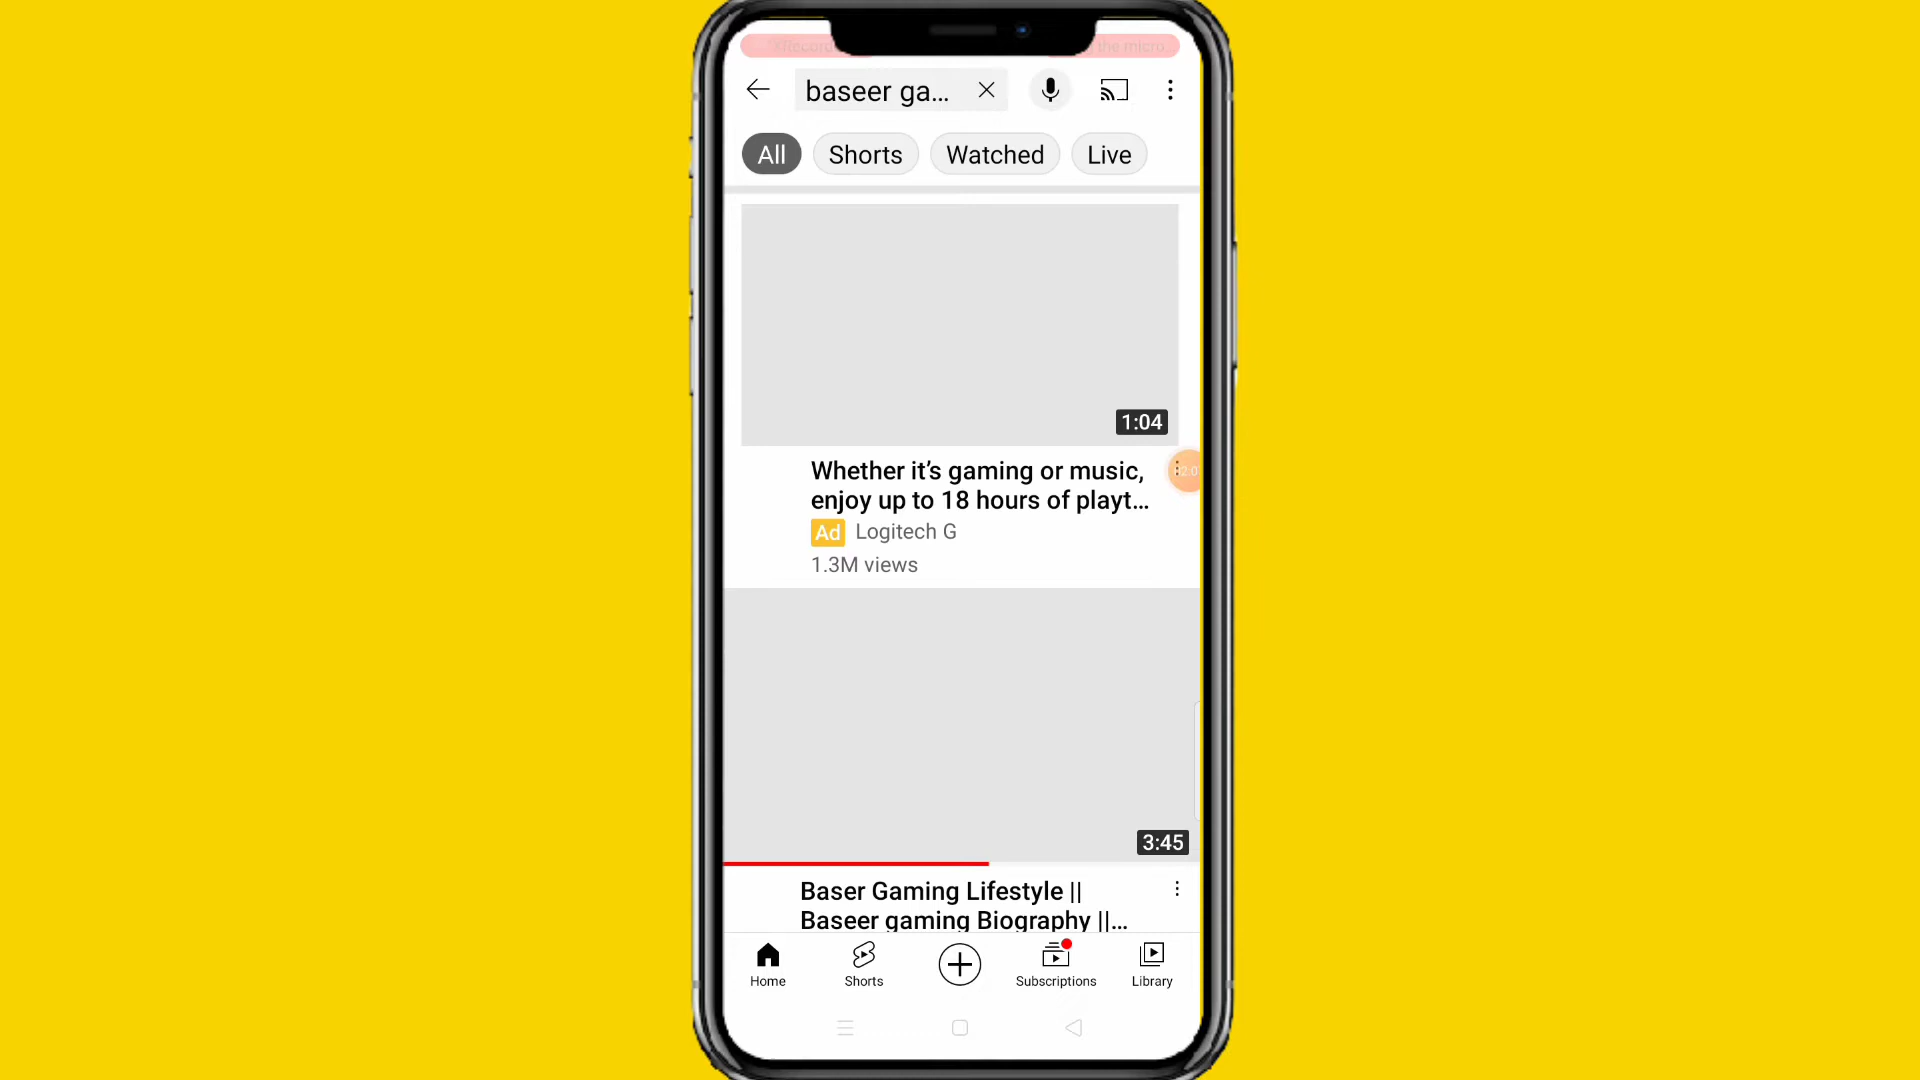 baseer ga...
All Shorts Watched Live
1:04
Whether it’s gaming or music,
enjoy up to 18 hours of playt...
Ad Logitech G
1.3M views
3:45
Baser Gaming Lifestyle ||
Baseer gaming Biography ||...
Home Shorts Subscriptions Library